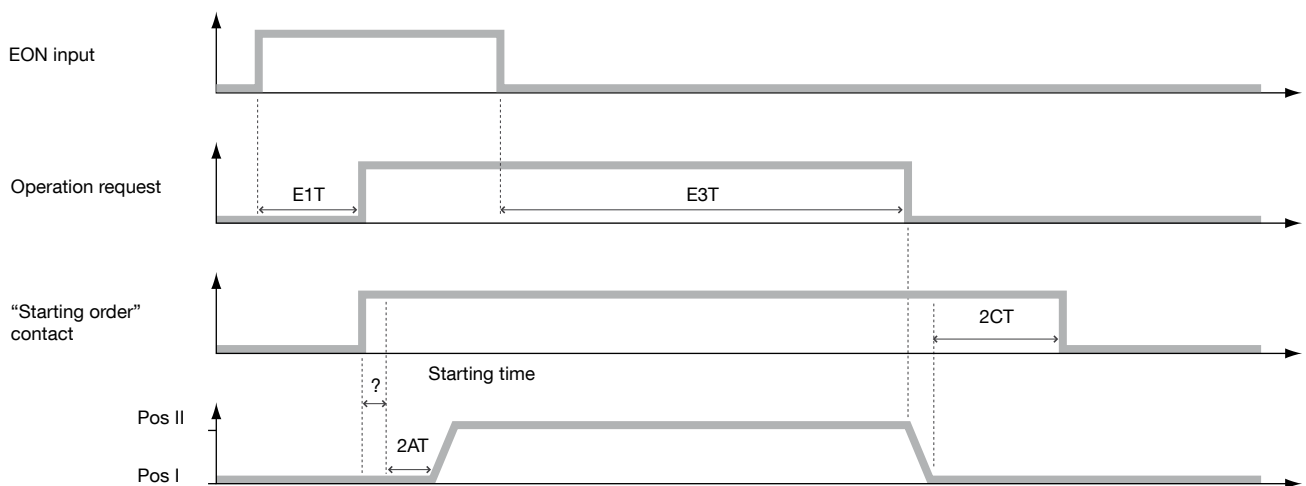 EON input
Operation request
E1T
E3T
“Starting order”
contact
2CT
Starting time
?
Pos II
2AT
Pos I